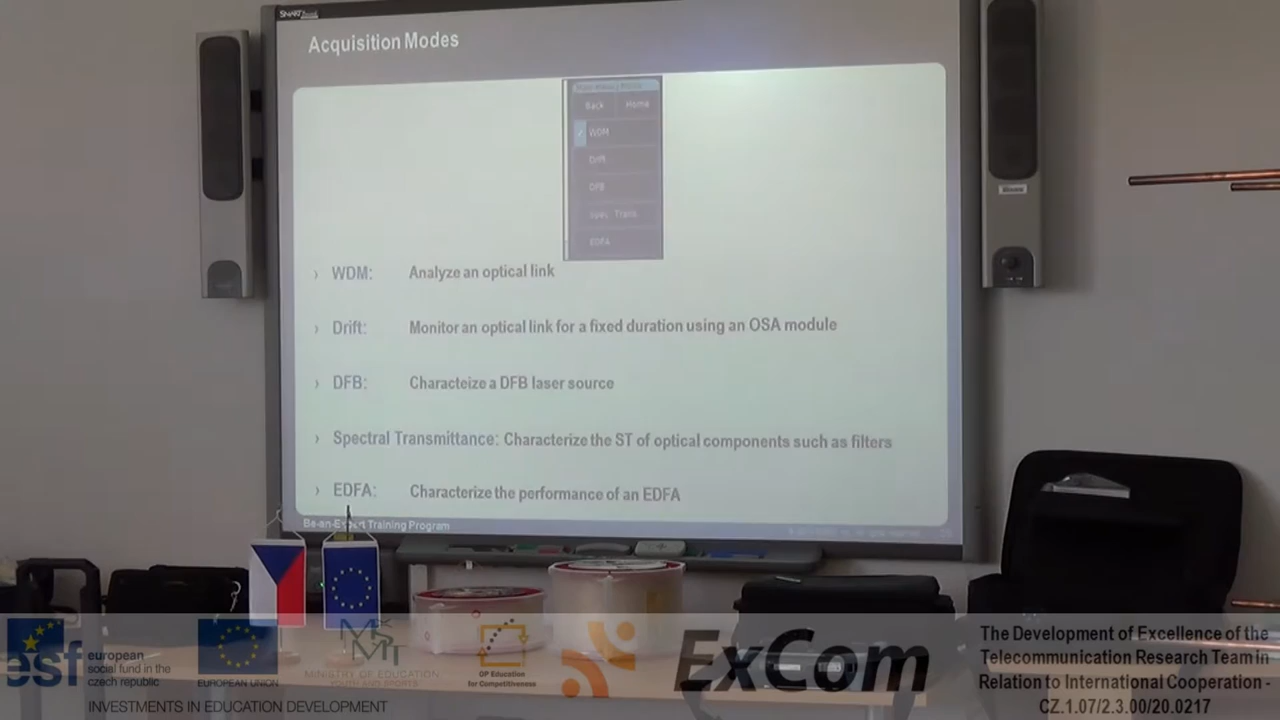 SMART Board
Acquisition Modes
Back Home
WDM
Drift
DFB
Spec. Trans
EDFA
› WDM: Analyze an optical link
› Drift: Monitor an optical link for a fixed duration using an OSA module
› DFB: Characteize a DFB laser source
› Spectral Transmittance: Characterize the ST of optical components such as filters
› EDFA: Characterize the performance of an EDFA
Be-an-Expert Training Program
esf european
social fund in the
czech republic
EUROPEAN UNION
MINISTRY OF EDUCATION
YOUTH AND SPORTS
OP Education
for Competitiveness
INVESTMENTS IN EDUCATION DEVELOPMENT
ExCom
The Development of Excellence of the
Telecommunication Research Team in
Relation to International Cooperation -
CZ.1.07/2.3.00/20.0217